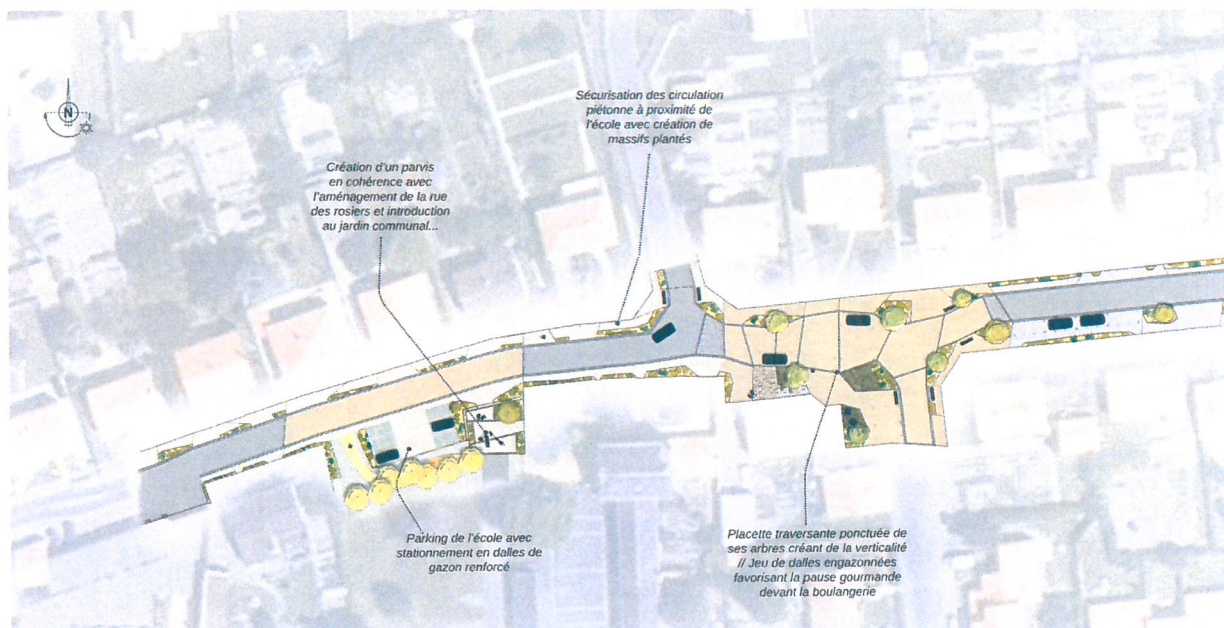 N
Sécurisation des circulation
piétonne à proximité de
l'école avec création de
massifs plantés
Création d'un parvis
en cohérence avec
l'aménagement de la rue
des rosiers et introduction
au jardin communal...
Parking de l'école avec
stationnement en dalles de
gazon renforcé
Placette traversante ponctuée de
ses arbres créant de la verticalité
// Jeu de dalles engazonnées
favorisant la pause gourmande
devant la boulangerie